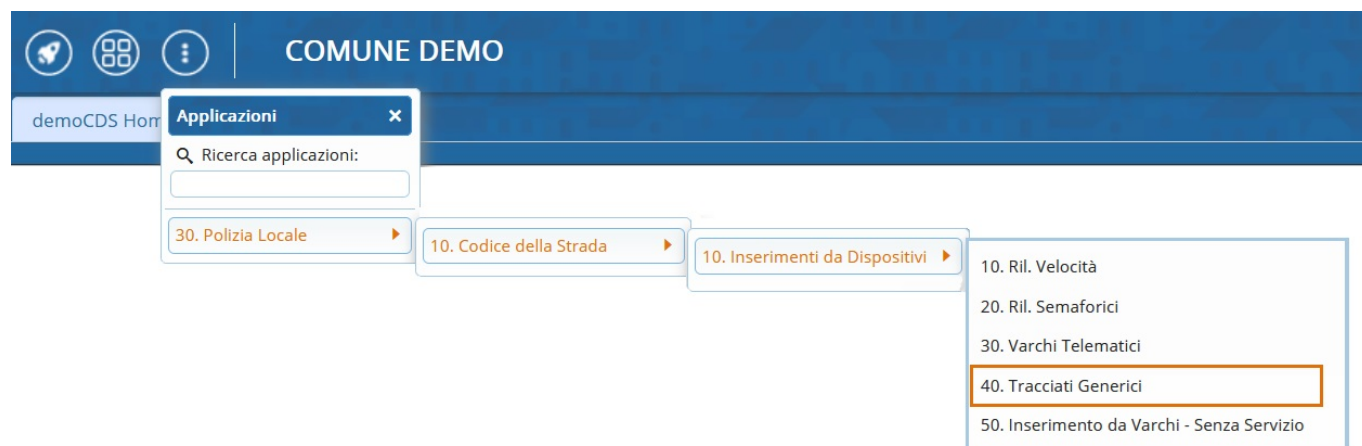 COMUNE DEMO
demoCDS Hom
Applicazioni ×
Ricerca applicazioni:
30. Polizia Locale
10. Codice della Strada
10. Inserimenti da Dispositivi
10. Ril. Velocità
20. Ril. Semaforici
30. Varchi Telematici
40. Tracciati Generici
50. Inserimento da Varchi - Senza Servizio